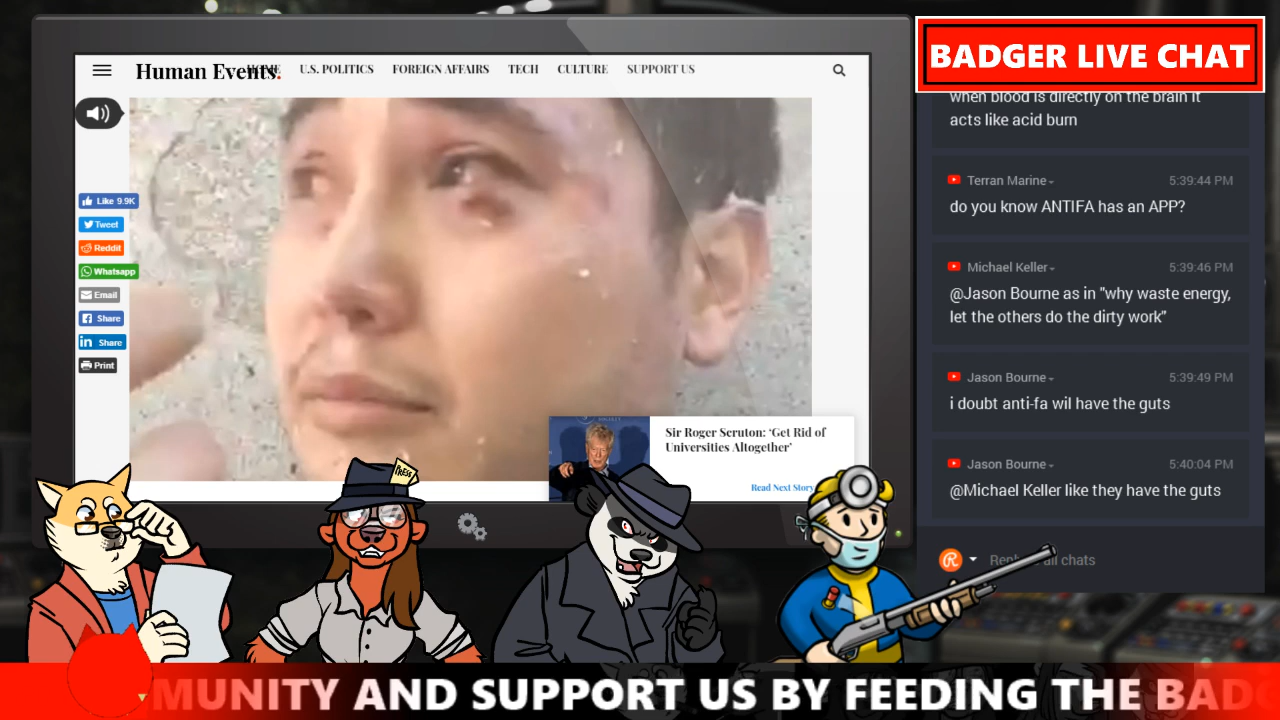 Human Events.
HOME
U.S. POLITICS
FOREIGN AFFAIRS
TECH
CULTURE
SUPPORT US
Like 9.9K
Tweet
Reddit
Whatsapp
Email
Share
Share
Print
Sir Roger Scruton: ‘Get Rid of
Universities Altogether’
Read Next Story
PRESS
BADGER LIVE CHAT
when blood is directly on the brain it
acts like acid burn
Terran Marine
5:39:44 PM
do you know ANTIFA has an APP?
Michael Keller
5:39:46 PM
@Jason Bourne as in "why waste energy,
let the others do the dirty work"
Jason Bourne
5:39:49 PM
i doubt anti-fa wil have the guts
Jason Bourne
5:40:04 PM
@Michael Keller like they have the guts
all chats
MUNITY AND SUPPORT US BY FEEDING THE BADG